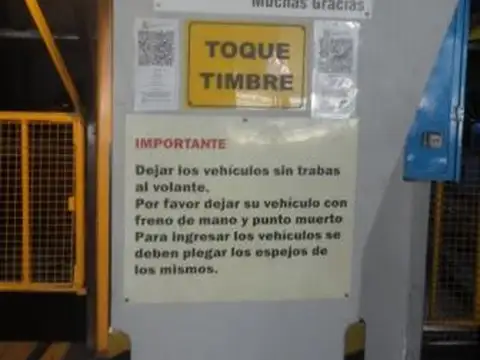 Muchas Gracias
TOQUE
TIMBRE
IMPORTANTE
Dejar los vehículos sin trabas
al volante.
Por favor dejar su vehículo con
freno de mano y punto muerto
Para ingresar los vehículos se
deben plegar los espejos de
los mismos.